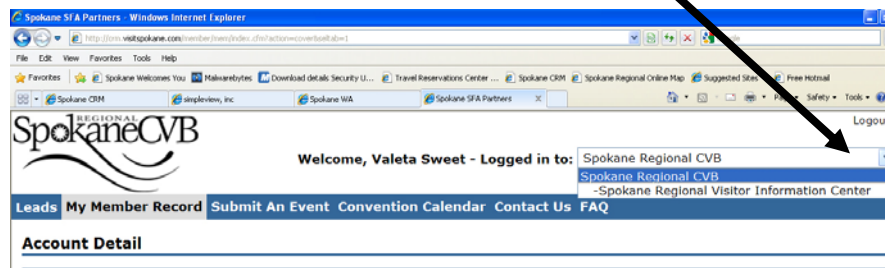 Spokane SFA Partners - Windows Internet Explorer
http://crm.visitspokane.com/member/mem/index.cfm?action=covertis&eltab=1
File Edit View Favorites Tools Help
Favorites Spokane Welcomes You Malwarebytes Download details Security U... Travel Reservations Center ... Spokane CRM Spokane Regional Online Map Suggested Sites Free Hotmail
Spokane CRM simpleview, inc Spokane WA Spokane SFA Partners X Safety Tools
Logou
REGIONAL
SpokaneCVB
Welcome, Valeta Sweet - Logged in to: Spokane Regional CVB
Spokane Regional CVB
-Spokane Regional Visitor Information Center
Leads My Member Record Submit An Event Convention Calendar Contact Us FAQ
Account Detail